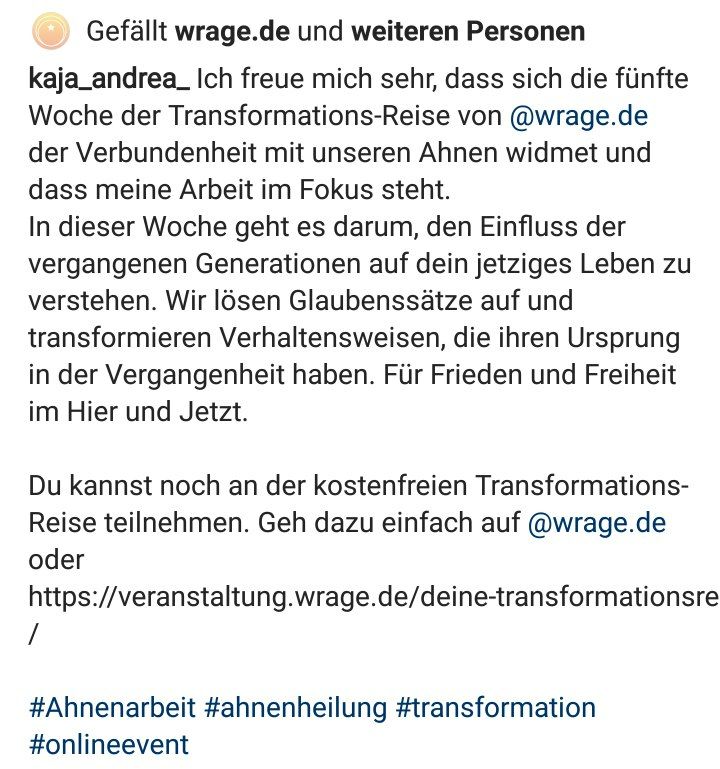 Gefällt wrage.de und weiteren Personen
kaja_andrea_ Ich freue mich sehr, dass sich die fünfte
Woche der Transformations-Reise von @wrage.de
der Verbundenheit mit unseren Ahnen widmet und
dass meine Arbeit im Fokus steht.
In dieser Woche geht es darum, den Einfluss der
vergangenen Generationen auf dein jetziges Leben zu
verstehen. Wir lösen Glaubenssätze auf und
transformieren Verhaltensweisen, die ihren Ursprung
in der Vergangenheit haben. Für Frieden und Freiheit
im Hier und Jetzt.
Du kannst noch an der kostenfreien Transformations-
Reise teilnehmen. Geh dazu einfach auf @wrage.de
oder
https://veranstaltung.wrage.de/deine-transformationsre
/
#Ahnenarbeit #ahnenheilung #transformation
#onlineevent